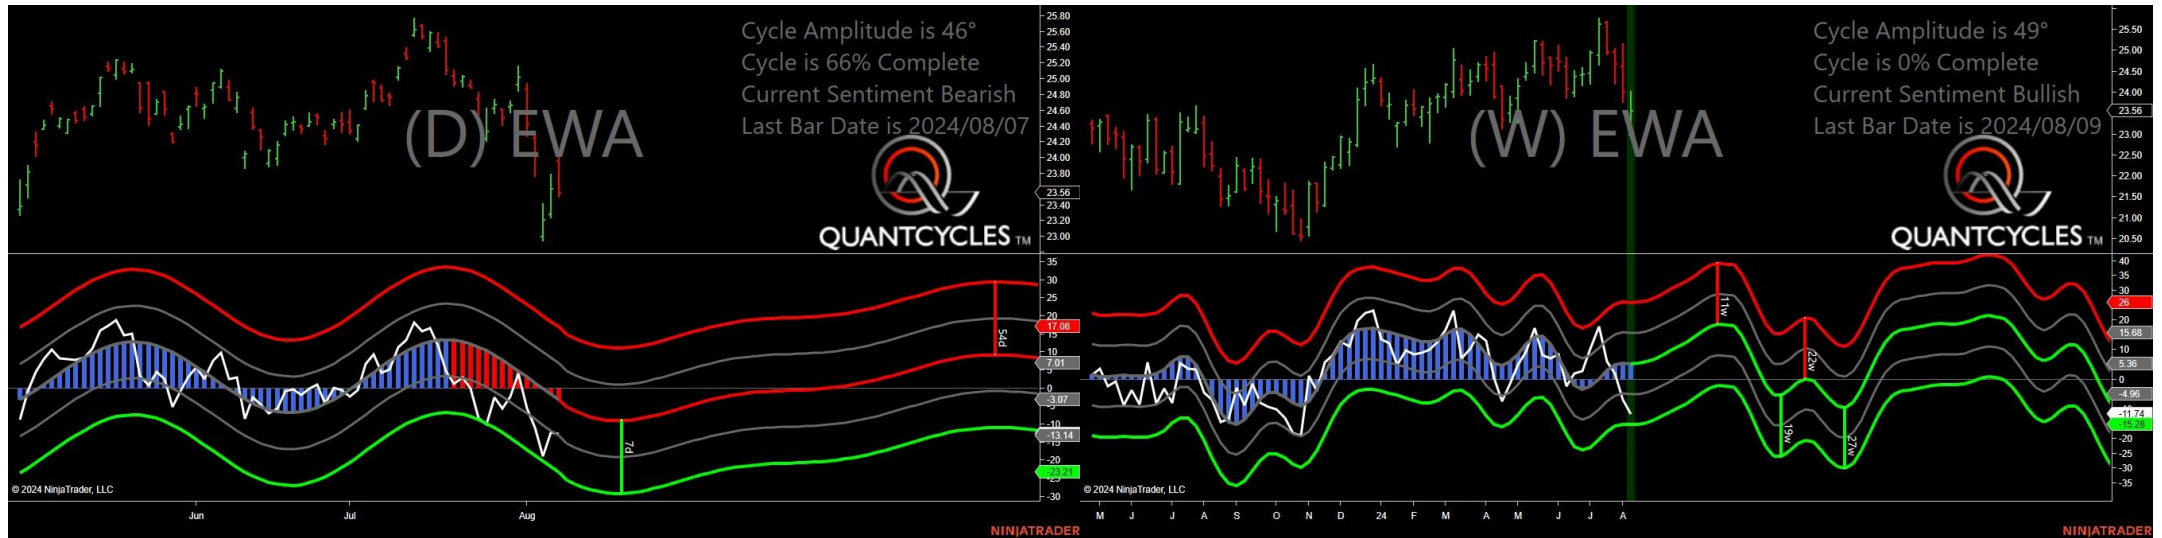 Cycle Amplitude is 46°
Cycle is 66% Complete
Current Sentiment Bearish
Last Bar Date is 2024/08/07
(D) EWA
QUANTCYCLES TM
25.80
25.60
25.40
25.20
25.00
24.80
24.60
24.40
24.20
24.00
23.80
23.56
23.40
23.20
23.00
35
30
25
20
17.08
10
7.01
0
-3.07
-10
-13.14
-20
-23.21
-30
54d
7d
© 2024 NinjaTrader, LLC
Jun
Jul
Aug
NINJATRADER
Cycle Amplitude is 49°
Cycle is 0% Complete
Current Sentiment Bullish
Last Bar Date is 2024/08/09
(W) EWA
QUANTCYCLES TM
25.50
25.00
24.50
24.00
23.56
23.00
22.50
22.00
21.50
21.00
20.50
40
35
30
26
20
15.68
10
5.36
0
-4.96
-11.74
-15.28
-20
-25
-30
-35
11w
22w
19w
27w
© 2024 NinjaTrader, LLC
M
J
J
A
S
O
N
D
24
F
M
A
M
J
J
A
NINJATRADER